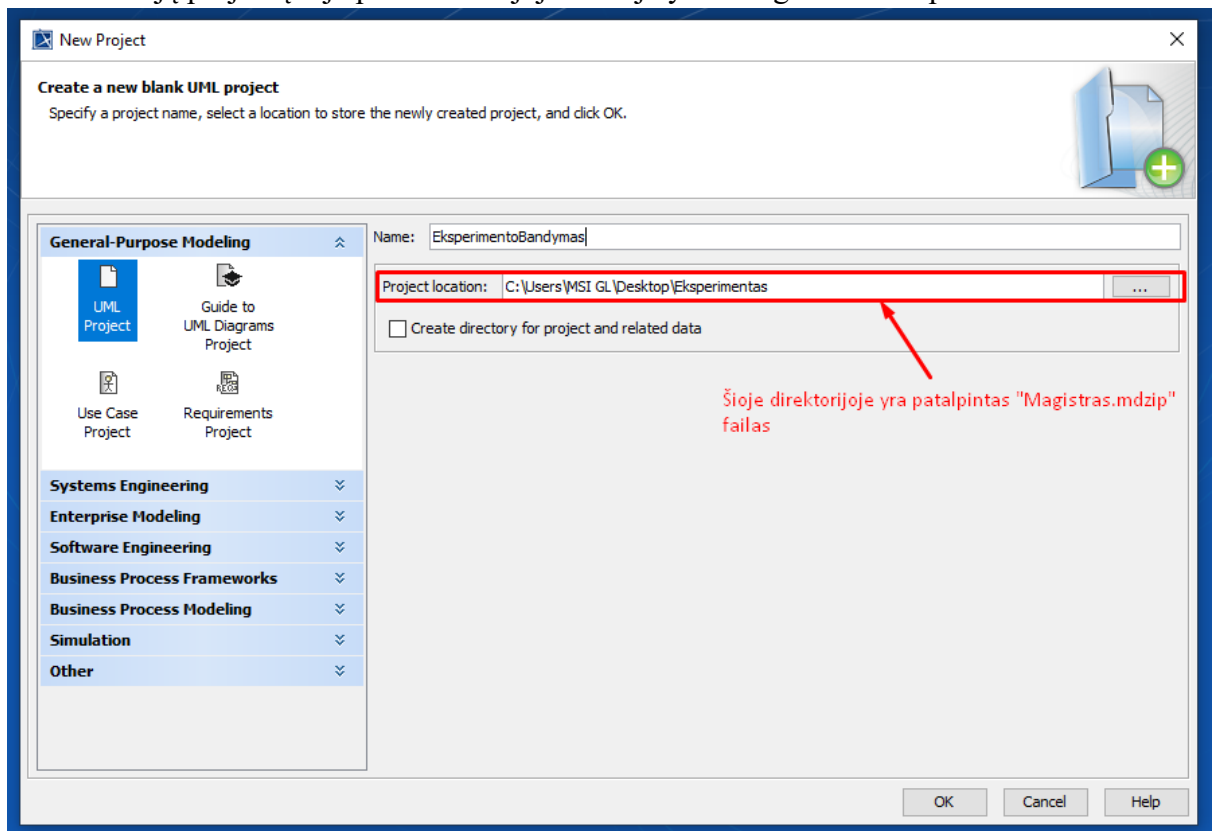 New Project
Create a new blank UML project
Specify a project name, select a location to store the newly created project, and click OK.
General-Purpose Modeling
Name: EksperimentoBandymas
UML
Project
Guide to
UML Diagrams
Project
Project location: C:\Users\MSI GL\Desktop\Eksperimentas ...
Create directory for project and related data
Use Case
Project
Requirements
Project
Šioje direktorijoje yra patalpintas "Magistras.mdzip"
failas
Systems Engineering
Enterprise Modeling
Software Engineering
Business Process Frameworks
Business Process Modeling
Simulation
Other
OK Cancel Help